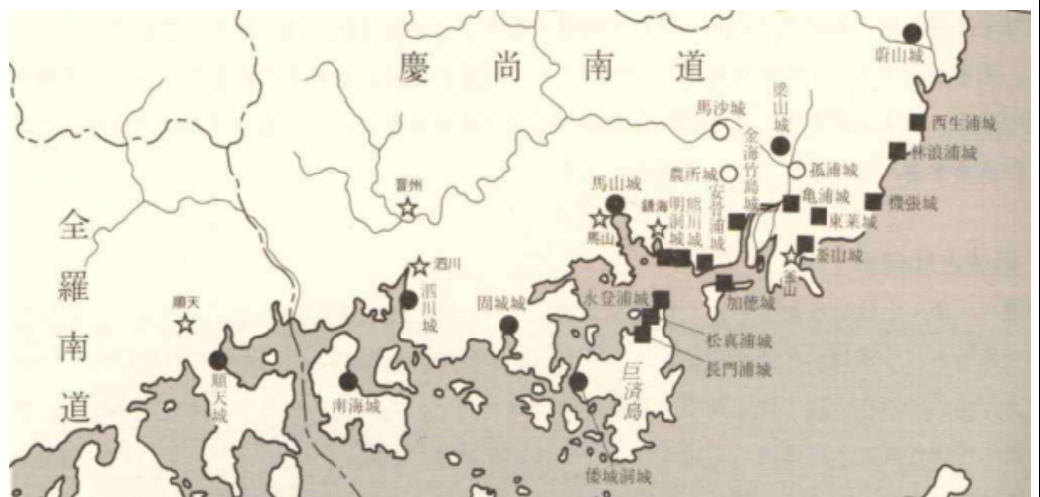 慶尚南道
蔚山城
梁山城
馬沙城
西生浦城
林浪浦城
金海竹島城
孤浦城
農所城
馬山城
晋州
安骨浦城
熊川城
明洞城
鎮海
亀浦城
機張城
東莱城
馬山
釜山城
釜山
全羅南道
泗川
泗川城
固城城
永登浦城
加徳城
順天
松真浦城
長門浦城
順天城
南海城
巨済島
倭城洞城